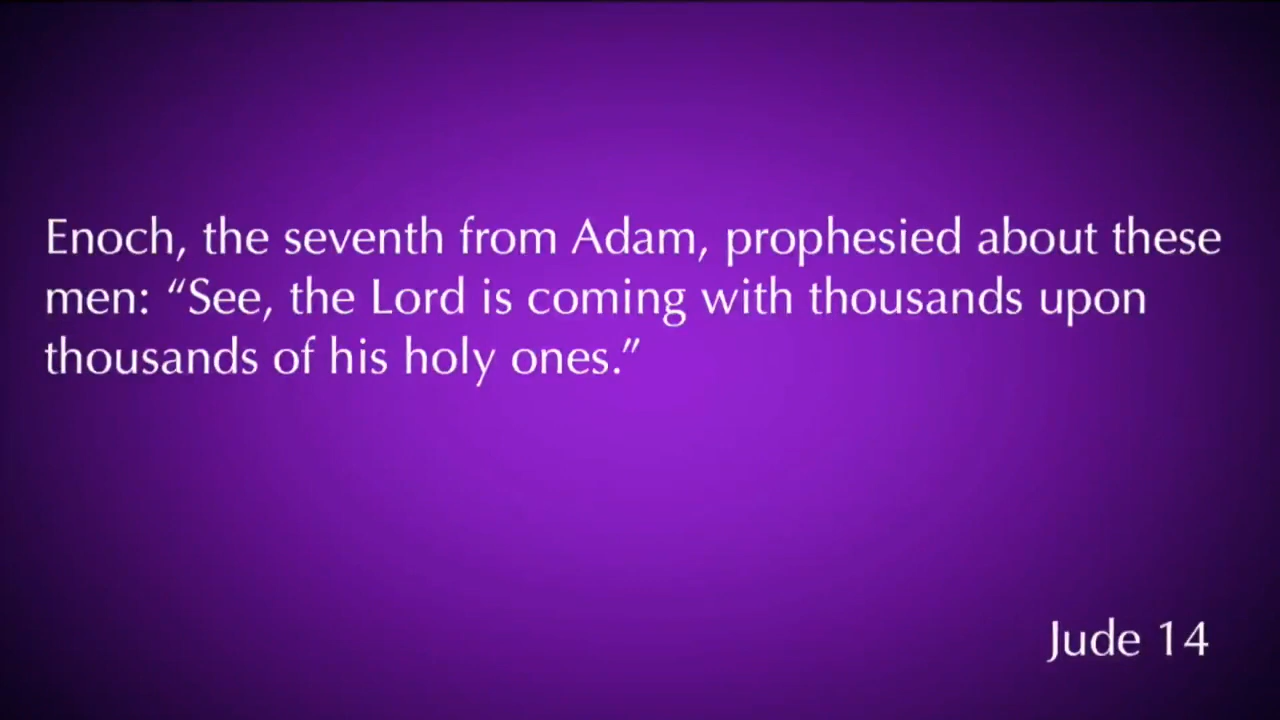 Enoch, the seventh from Adam, prophesied about these
men: “See, the Lord is coming with thousands upon
thousands of his holy ones.”
Jude 14